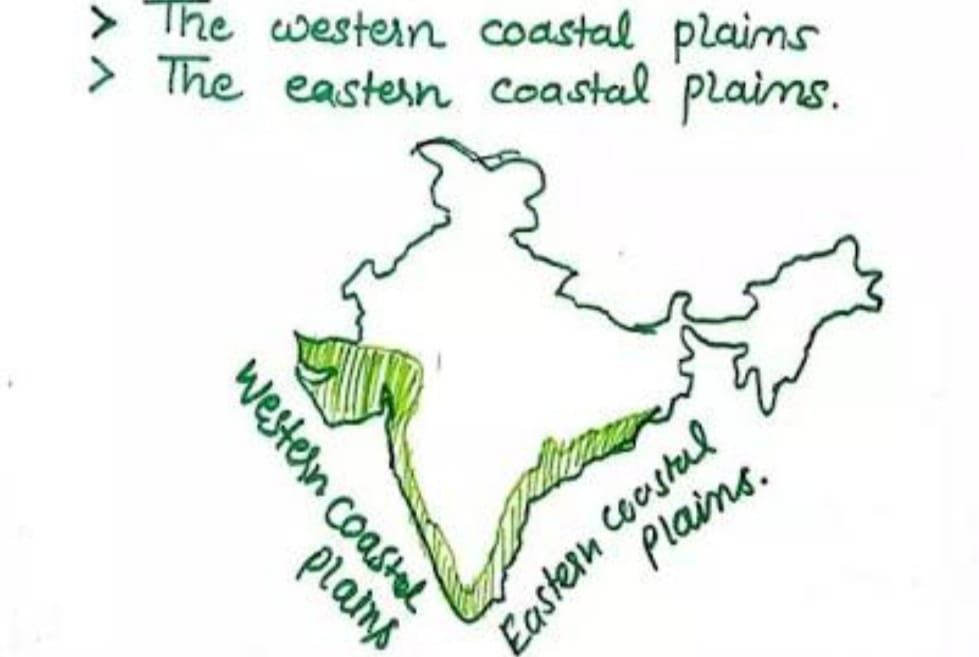 > The western coastal plains
> The eastern coastal plains.
Western coastal
plains
Eastern coastal
plains.